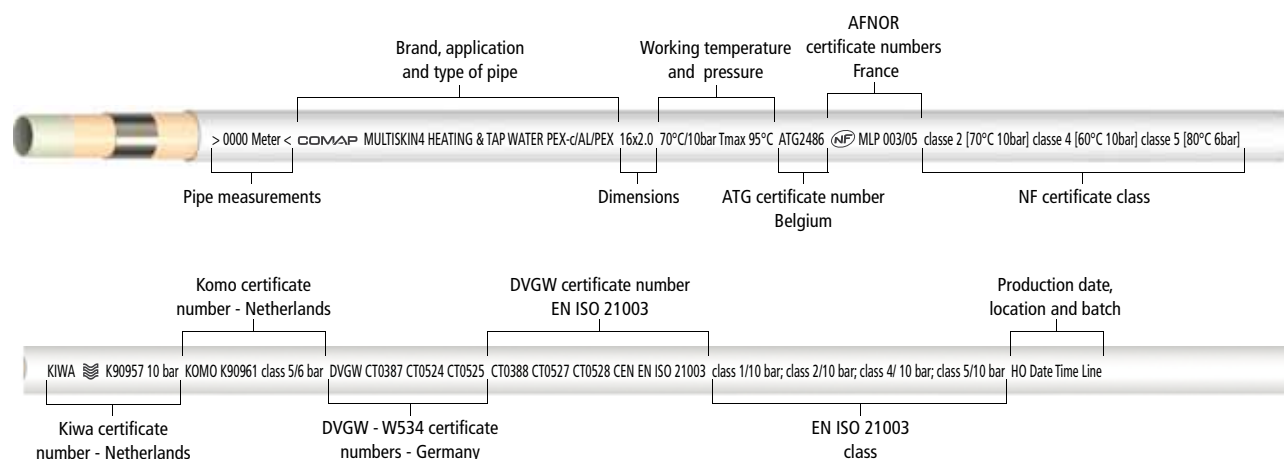 AFNOR
certificate numbers
France
Brand, application
and type of pipe
Working temperature
and pressure
> 0000 Meter < COMAP MULTISKIN4 HEATING & TAP WATER PEX-c/AL/PEX 16x2.0 70°C/10bar Tmax 95°C ATG2486 NF MLP 003/05 classe 2 [70°C 10bar] classe 4 [60°C 10bar] classe 5 [80°C 6bar]
Pipe measurements
Dimensions
ATG certificate number
Belgium
NF certificate class
Komo certificate
number - Netherlands
DVGW certificate number
EN ISO 21003
Production date,
location and batch
KIWA K90957 10 bar KOMO K90961 class 5/6 bar DVGW CT0387 CT0524 CT0525 CT0388 CT0527 CT0528 CEN EN ISO 21003 class 1/10 bar; class 2/10 bar; class 4/ 10 bar; class 5/10 bar HO Date Time Line
Kiwa certificate
number - Netherlands
DVGW - W534 certificate
numbers - Germany
EN ISO 21003
class